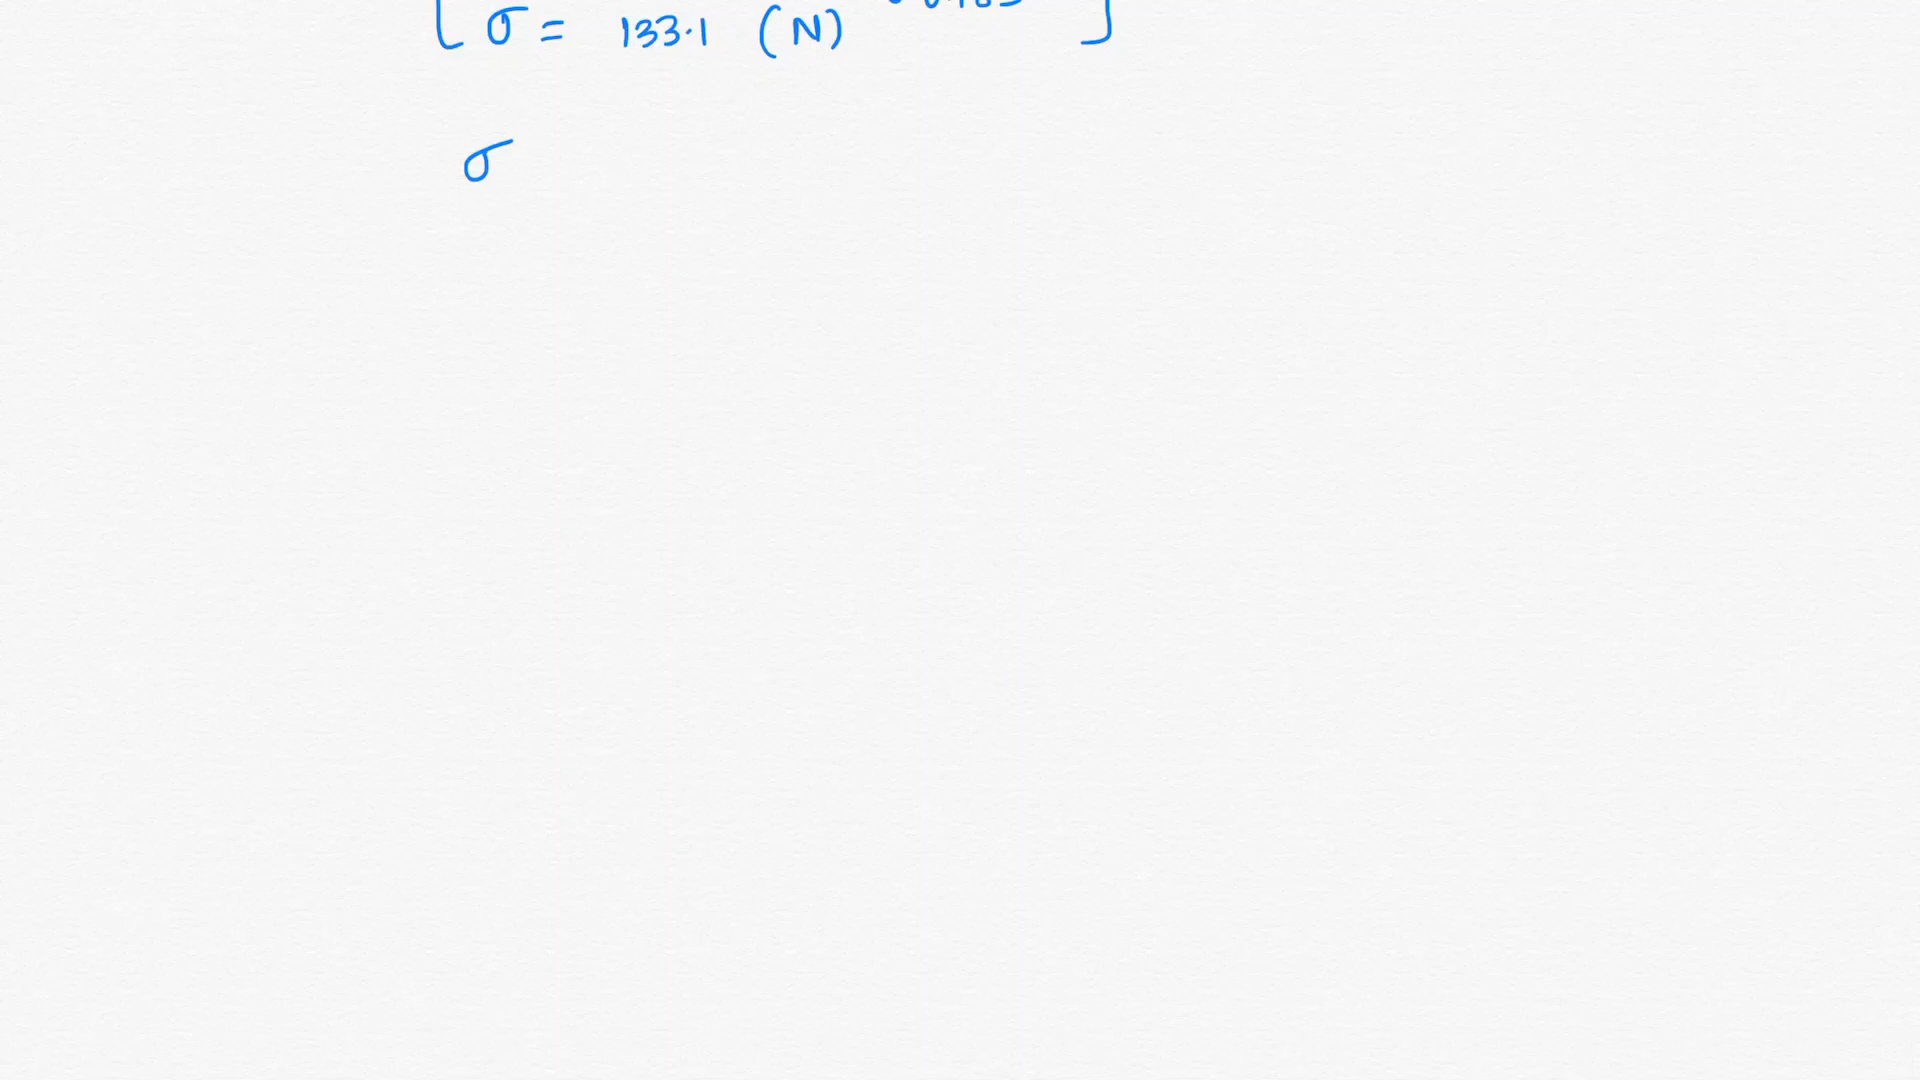 [ σ = 133.1 (N) ]
σ